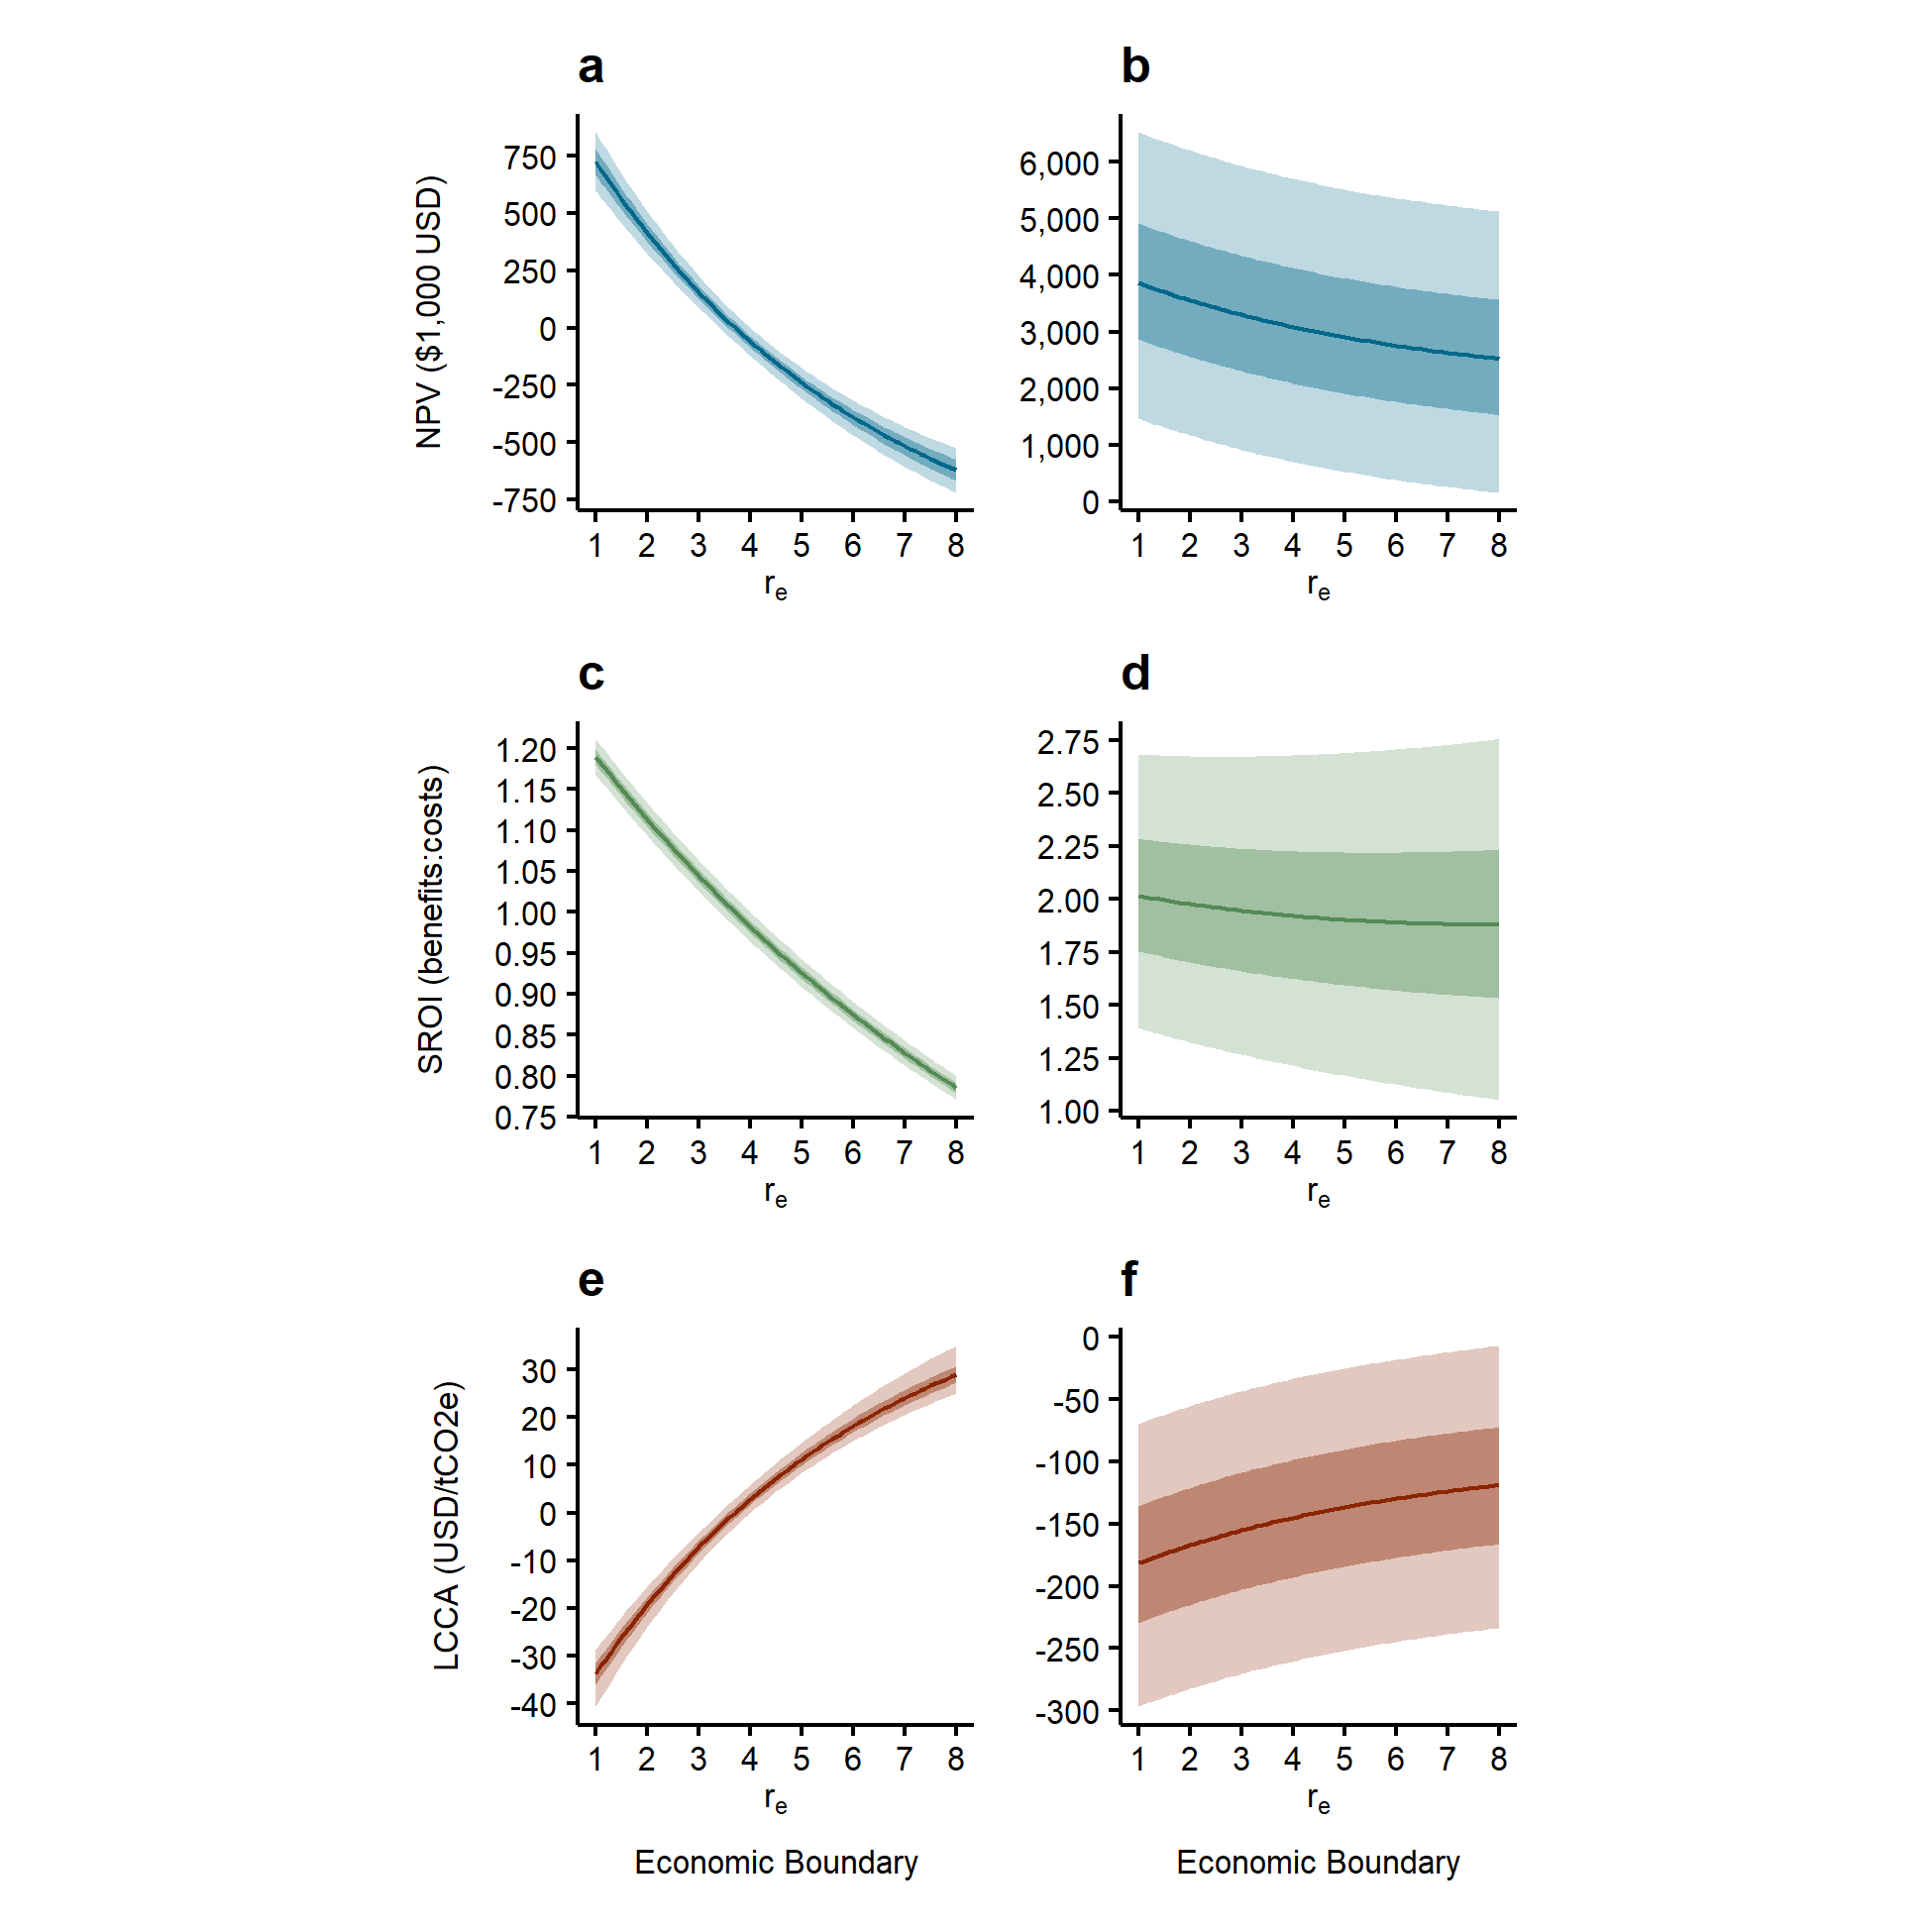 a
b
NPV ($1,000 USD)
750
500
250
0
-250
-500
-750
1 2 3 4 5 6 7 8
r_e
6,000
5,000
4,000
3,000
2,000
1,000
0
1 2 3 4 5 6 7 8
r_e
c
d
SROI (benefits:costs)
1.20
1.15
1.10
1.05
1.00
0.95
0.90
0.85
0.80
0.75
1 2 3 4 5 6 7 8
r_e
2.75
2.50
2.25
2.00
1.75
1.50
1.25
1.00
1 2 3 4 5 6 7 8
r_e
e
f
LCCA (USD/tCO2e)
30
20
10
0
-10
-20
-30
-40
1 2 3 4 5 6 7 8
r_e
0
-50
-100
-150
-200
-250
-300
1 2 3 4 5 6 7 8
r_e
Economic Boundary
Economic Boundary